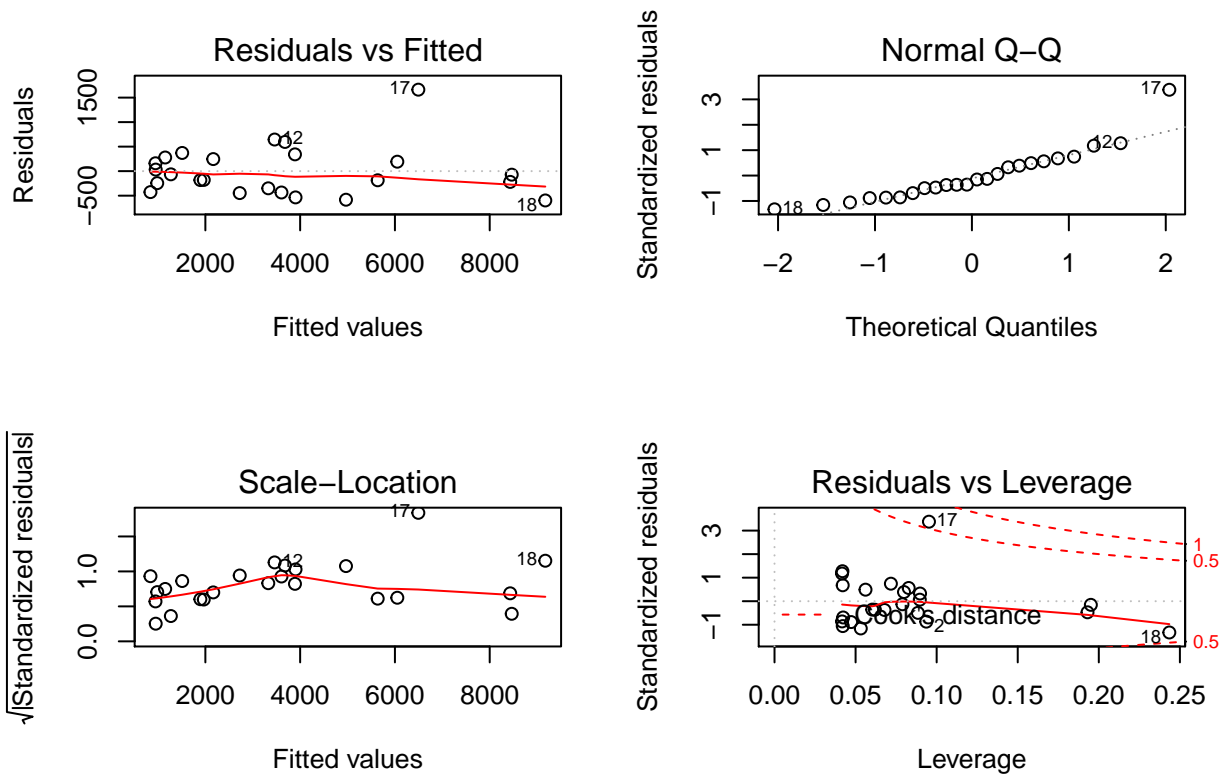 Residuals vs Fitted
Residuals
−500
1500
2000 4000 6000 8000
Fitted values
17
12
18
Normal Q−Q
Standardized residuals
−1 1 3
−2 −1 0 1 2
Theoretical Quantiles
17
12
18
Scale−Location
√|Standardized residuals|
0.0 1.0
2000 4000 6000 8000
Fitted values
17
12
18
Residuals vs Leverage
Standardized residuals
−1 1 3
0.00 0.05 0.10 0.15 0.20 0.25
Leverage
17
2
18
Cook's distance
1
0.5
0.5